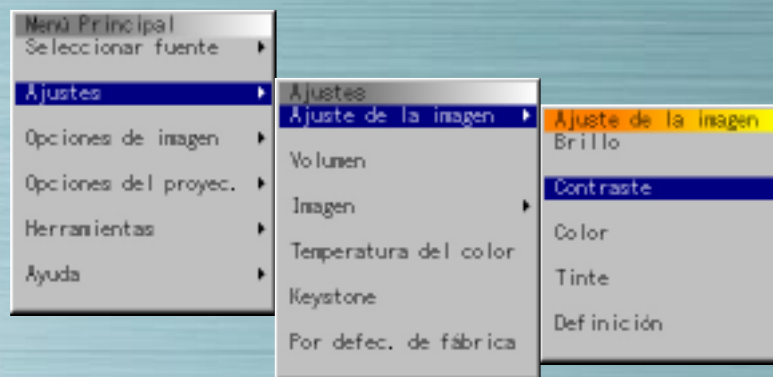 Menú Principal
Seleccionar fuente
Ajustes
Opciones de imagen
Opciones del proyec.
Herramientas
Ayuda
Ajustes
Ajuste de la imagen
Volumen
Imagen
Temperatura del color
Keystone
Por defec. de fábrica
Ajuste de la imagen
Brillo
Contraste
Color
Tinte
Definición